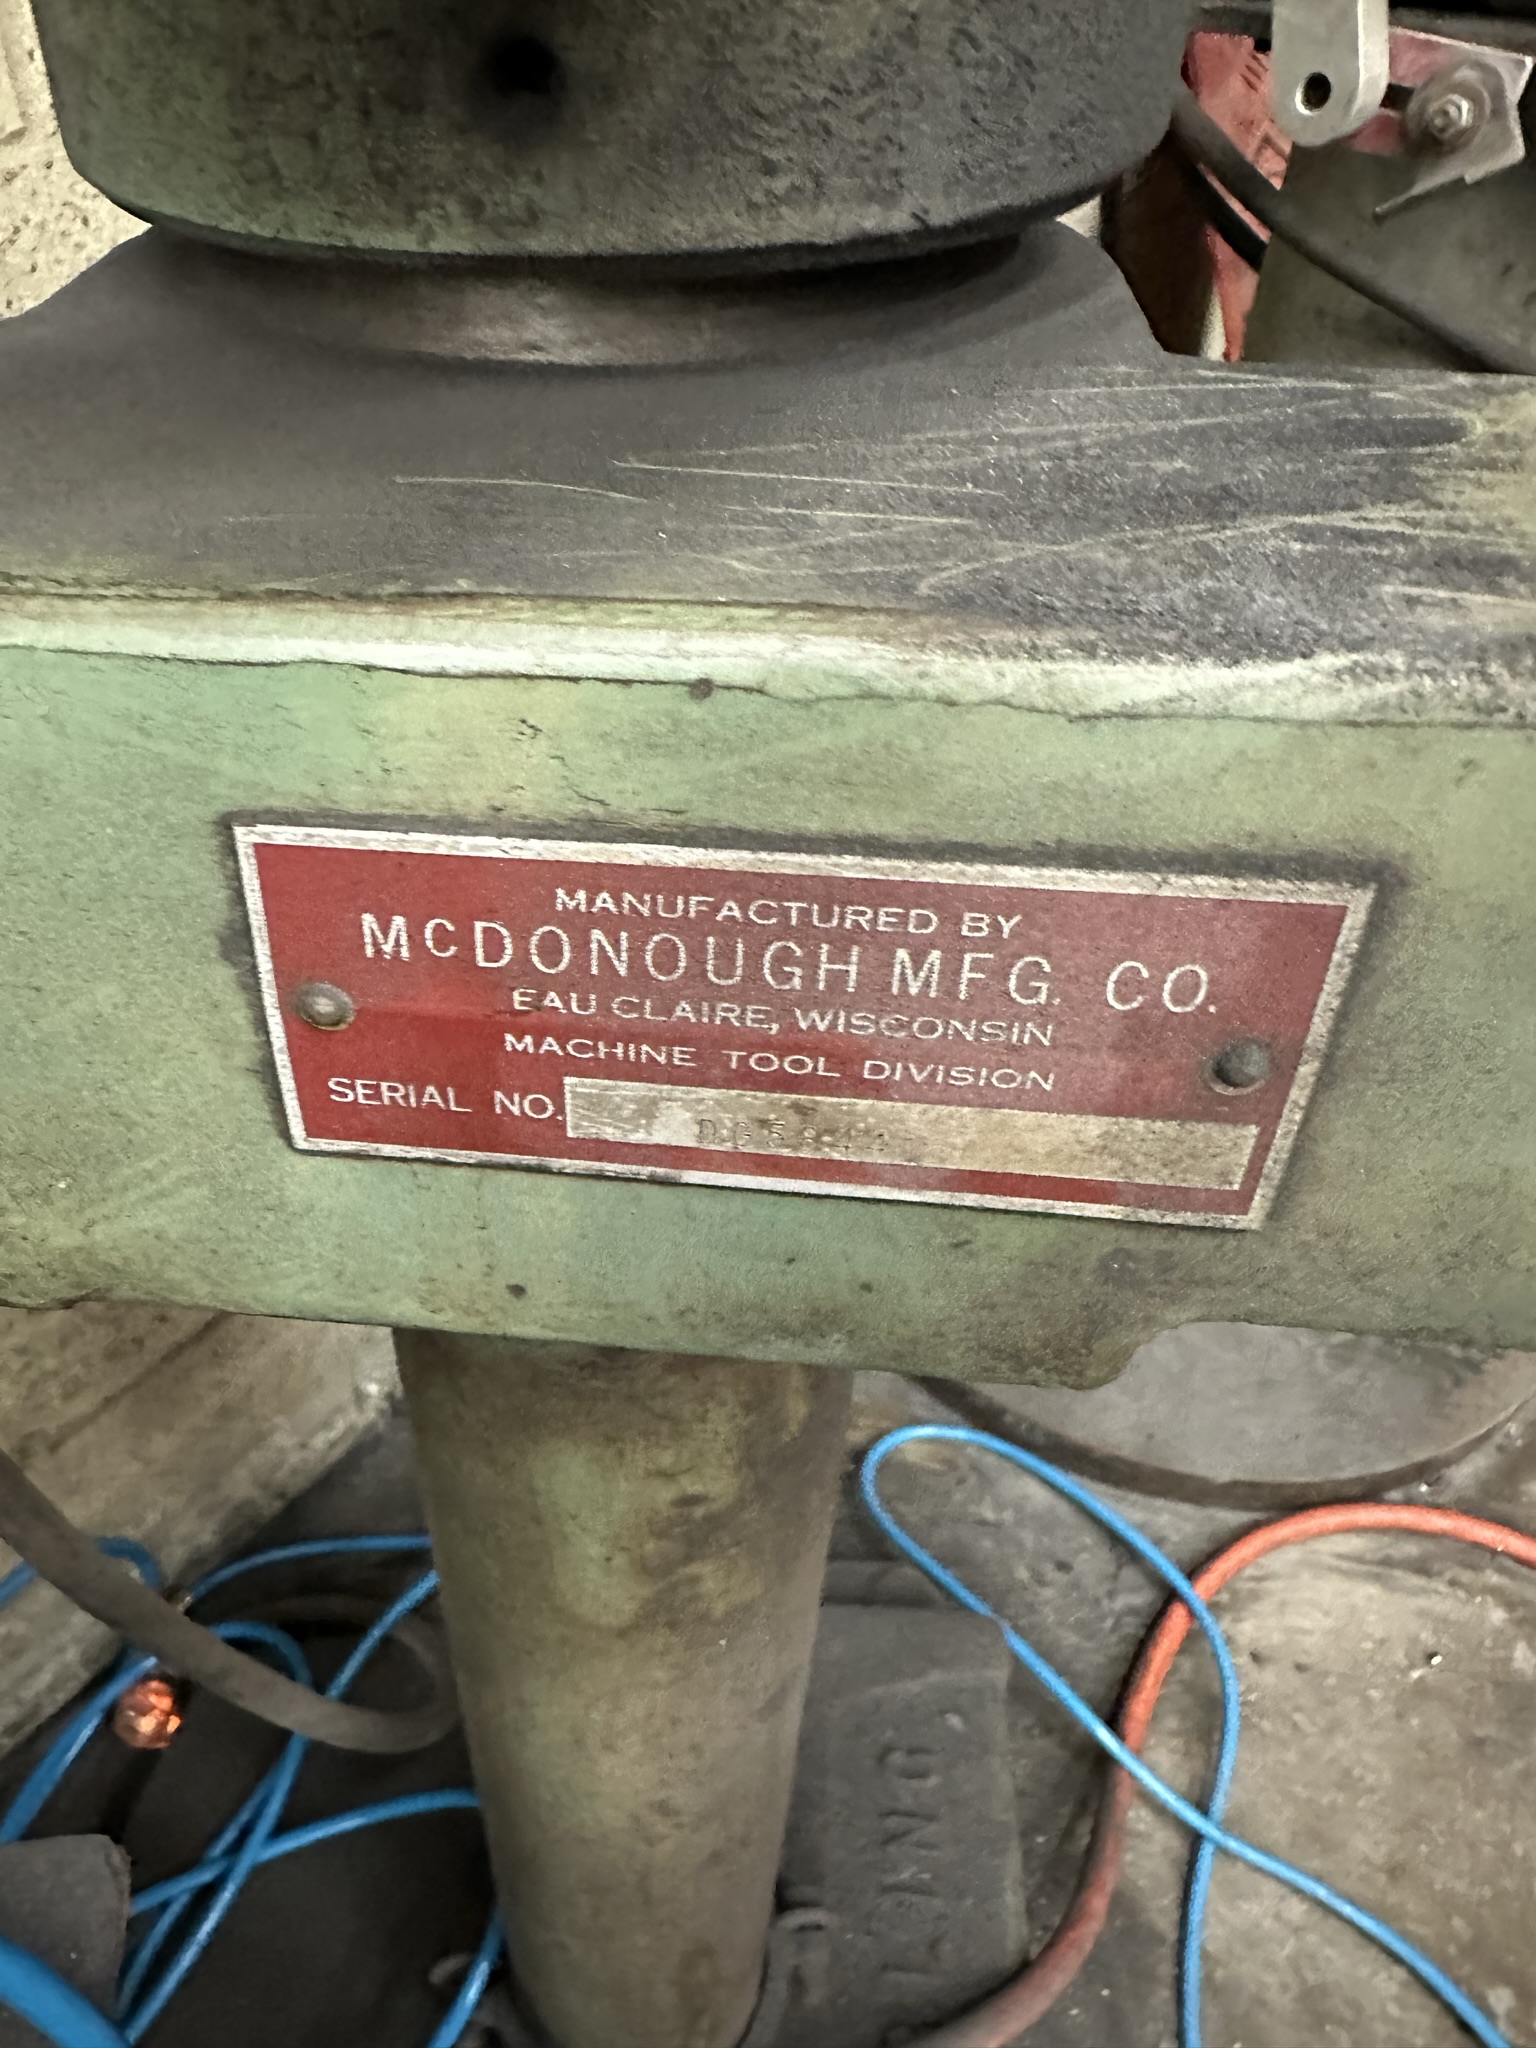 MANUFACTURED BY
McDONOUGH MFG. CO.
EAU CLAIRE, WISCONSIN
MACHINE TOOL DIVISION
SERIAL NO.